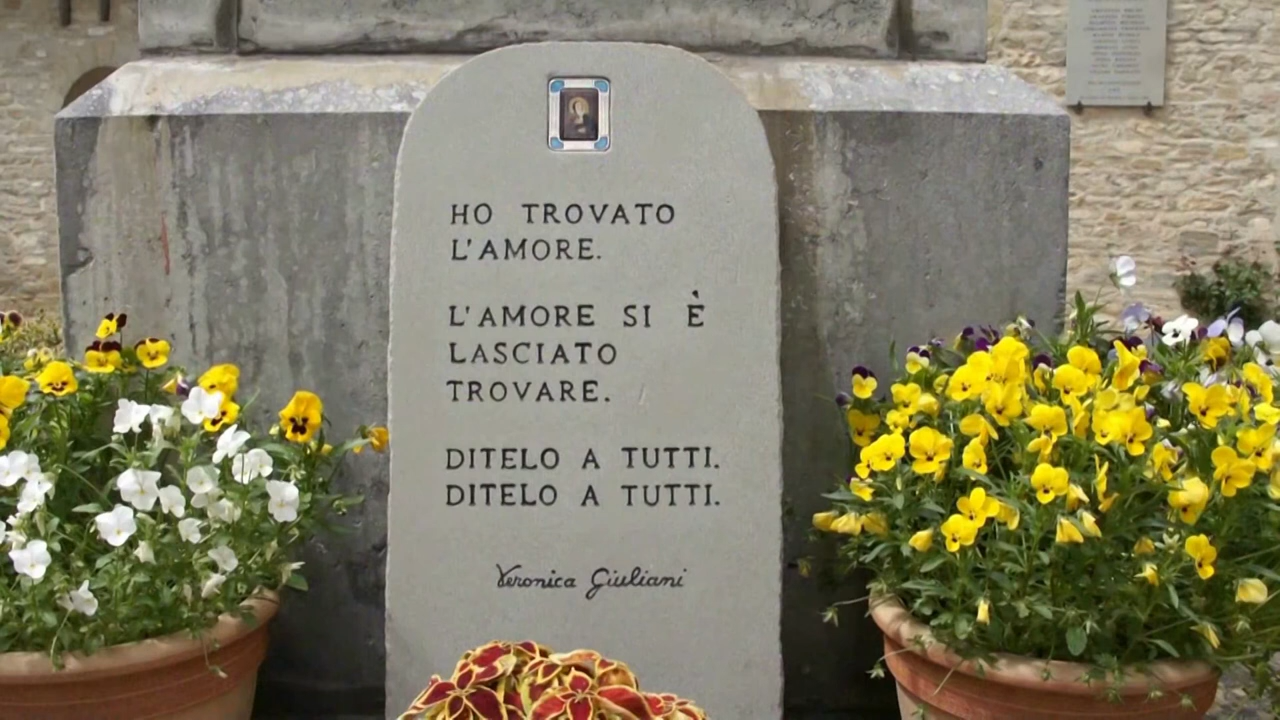 HO TROVATO
L'AMORE.
L'AMORE SI È
LASCIATO
TROVARE.
DITELO A TUTTI.
DITELO A TUTTI.
Veronica Giuliani